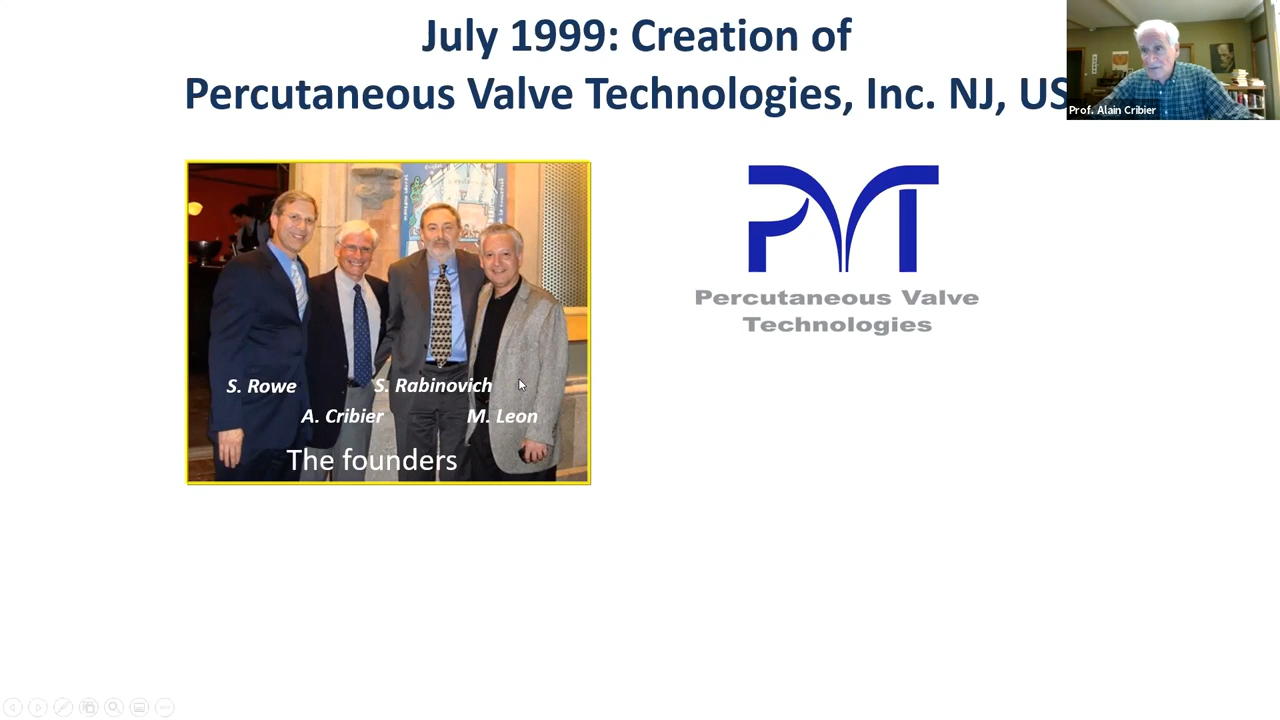 July 1999: Creation of
Percutaneous Valve Technologies, Inc. NJ, US
Prof. Alain Cribier
PVT
Percutaneous Valve
Technologies
S. Rowe
S. Rabinovich
A. Cribier
M. Leon
The founders